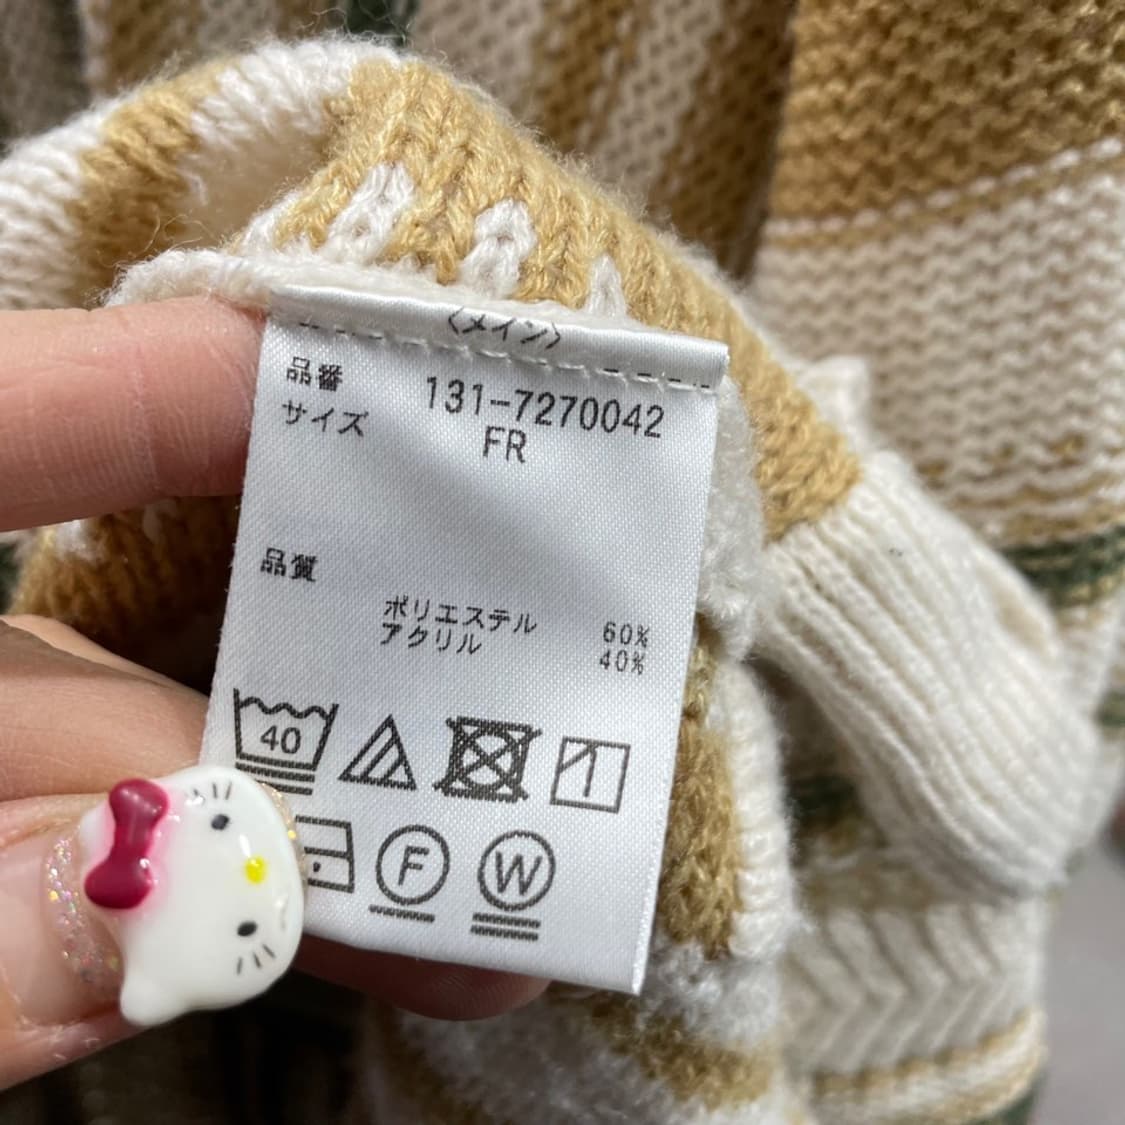 〈メイン〉
品番 131-7270042
サイズ FR
品質
ポリエステル 60%
アクリル 40%
40
F W